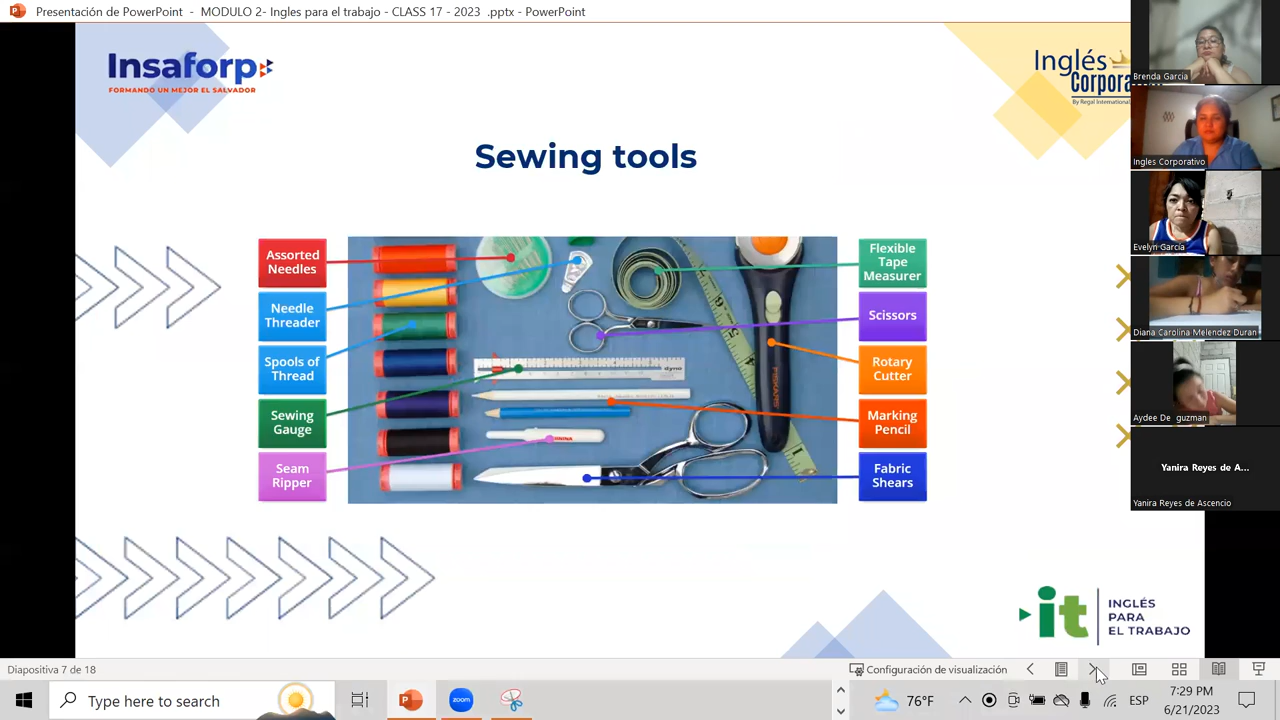 Presentación de PowerPoint - MODULO 2- Ingles para el trabajo - CLASS 17 - 2023 .pptx - PowerPoint
Insaforp
FORMANDO UN MEJOR EL SALVADOR
Inglés
By Regal International
Sewing tools
Assorted
Needles
Needle
Threader
Spools of
Thread
Sewing
Gauge
Seam
Ripper
Flexible
Tape
Measurer
Scissors
Rotary
Cutter
Marking
Pencil
Fabric
Shears
FISKARS
dritz
it
INGLÉS
PARA
EL TRABAJO
Brenda Garcia
Ingles Corporativo
Evelyn Garcia
Diana Carolina Melendez Duran
Aydee De guzman
Yanira Reyes de A...
Yanira Reyes de Ascencio
Diapositiva 7 de 18
Configuración de visualización
Type here to search
zoom
76°F
ESP
7:29 PM
6/21/2023